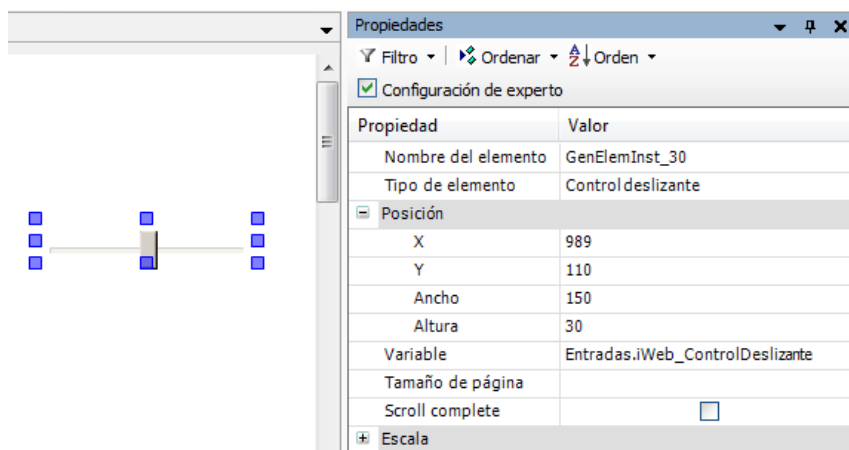 Propiedades
Filtro Ordenar A Z Orden
Configuración de experto
Propiedad Valor
Nombre del elemento GenElemInst_30
Tipo de elemento Control deslizante
Posición
X 989
Y 110
Ancho 150
Altura 30
Variable Entradas.iWeb_ControlDeslizante
Tamaño de página
Scroll complete
Escala